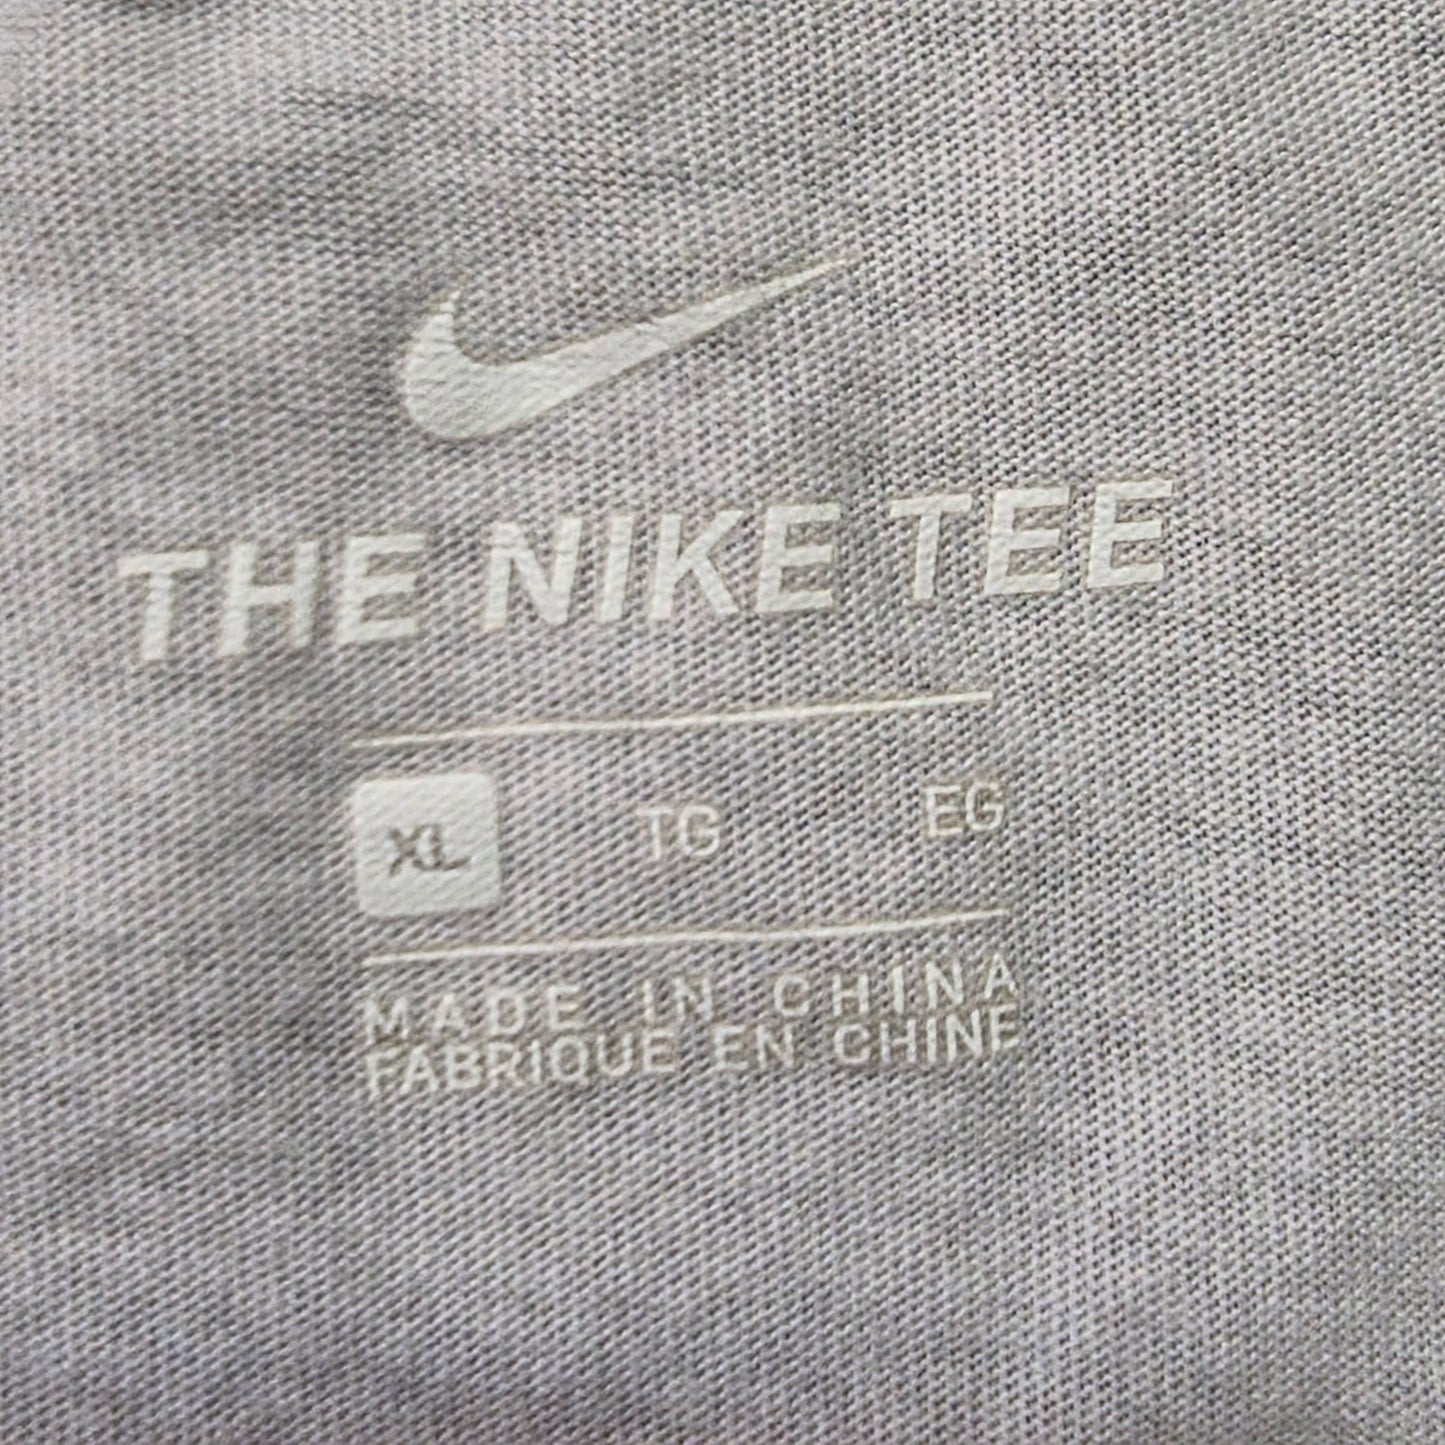 THE NIKE TEE
XL TG EG
MADE IN CHINA
FABRIQUE EN CHINE